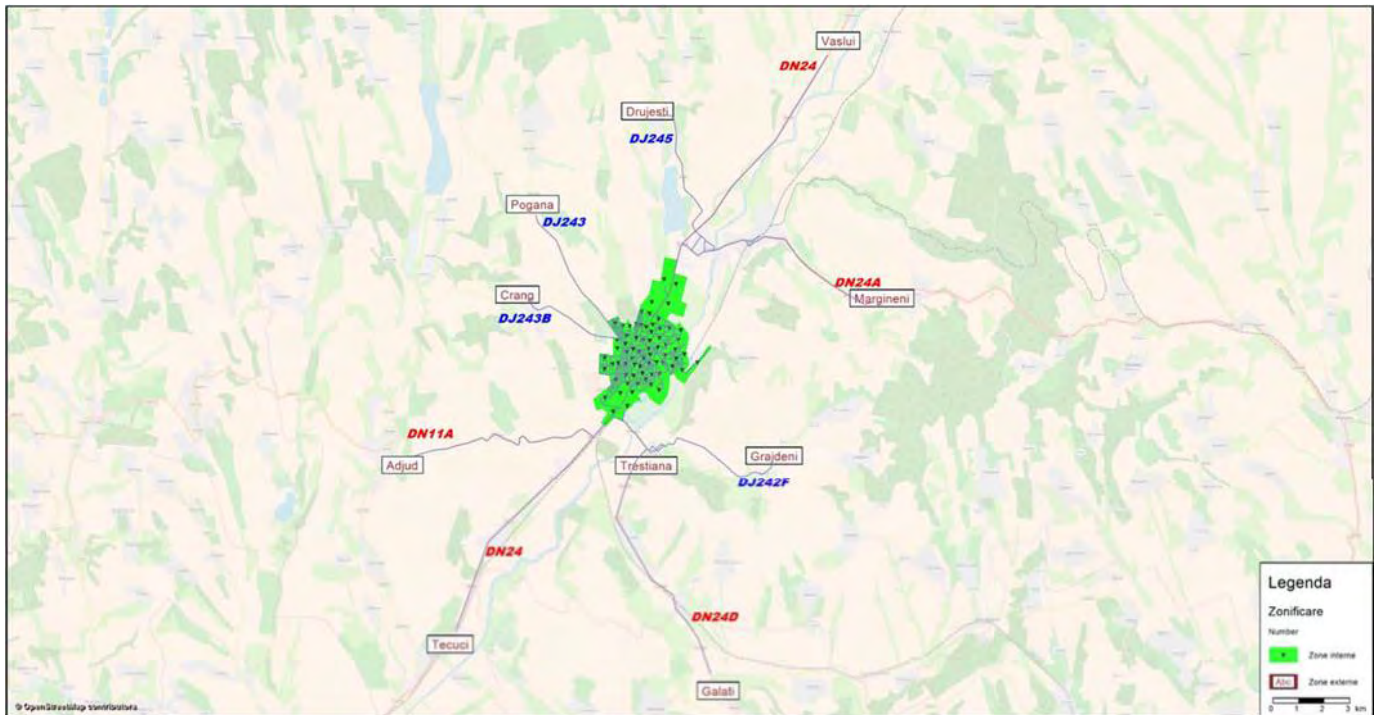 Vaslui
DN24
Drujesti
DJ245
Pogana
DJ243
DN24A
Margineni
Crang
DJ243B
DN11A
Adjud
Trestiana
Grajdeni
DJ242F
DN24
DN24D
Tecuci
Galati
Legenda
Zonificare
Number
Zone interne
Abc Zone externe
0 1 2 3 km
© OpenStreetMap contributors